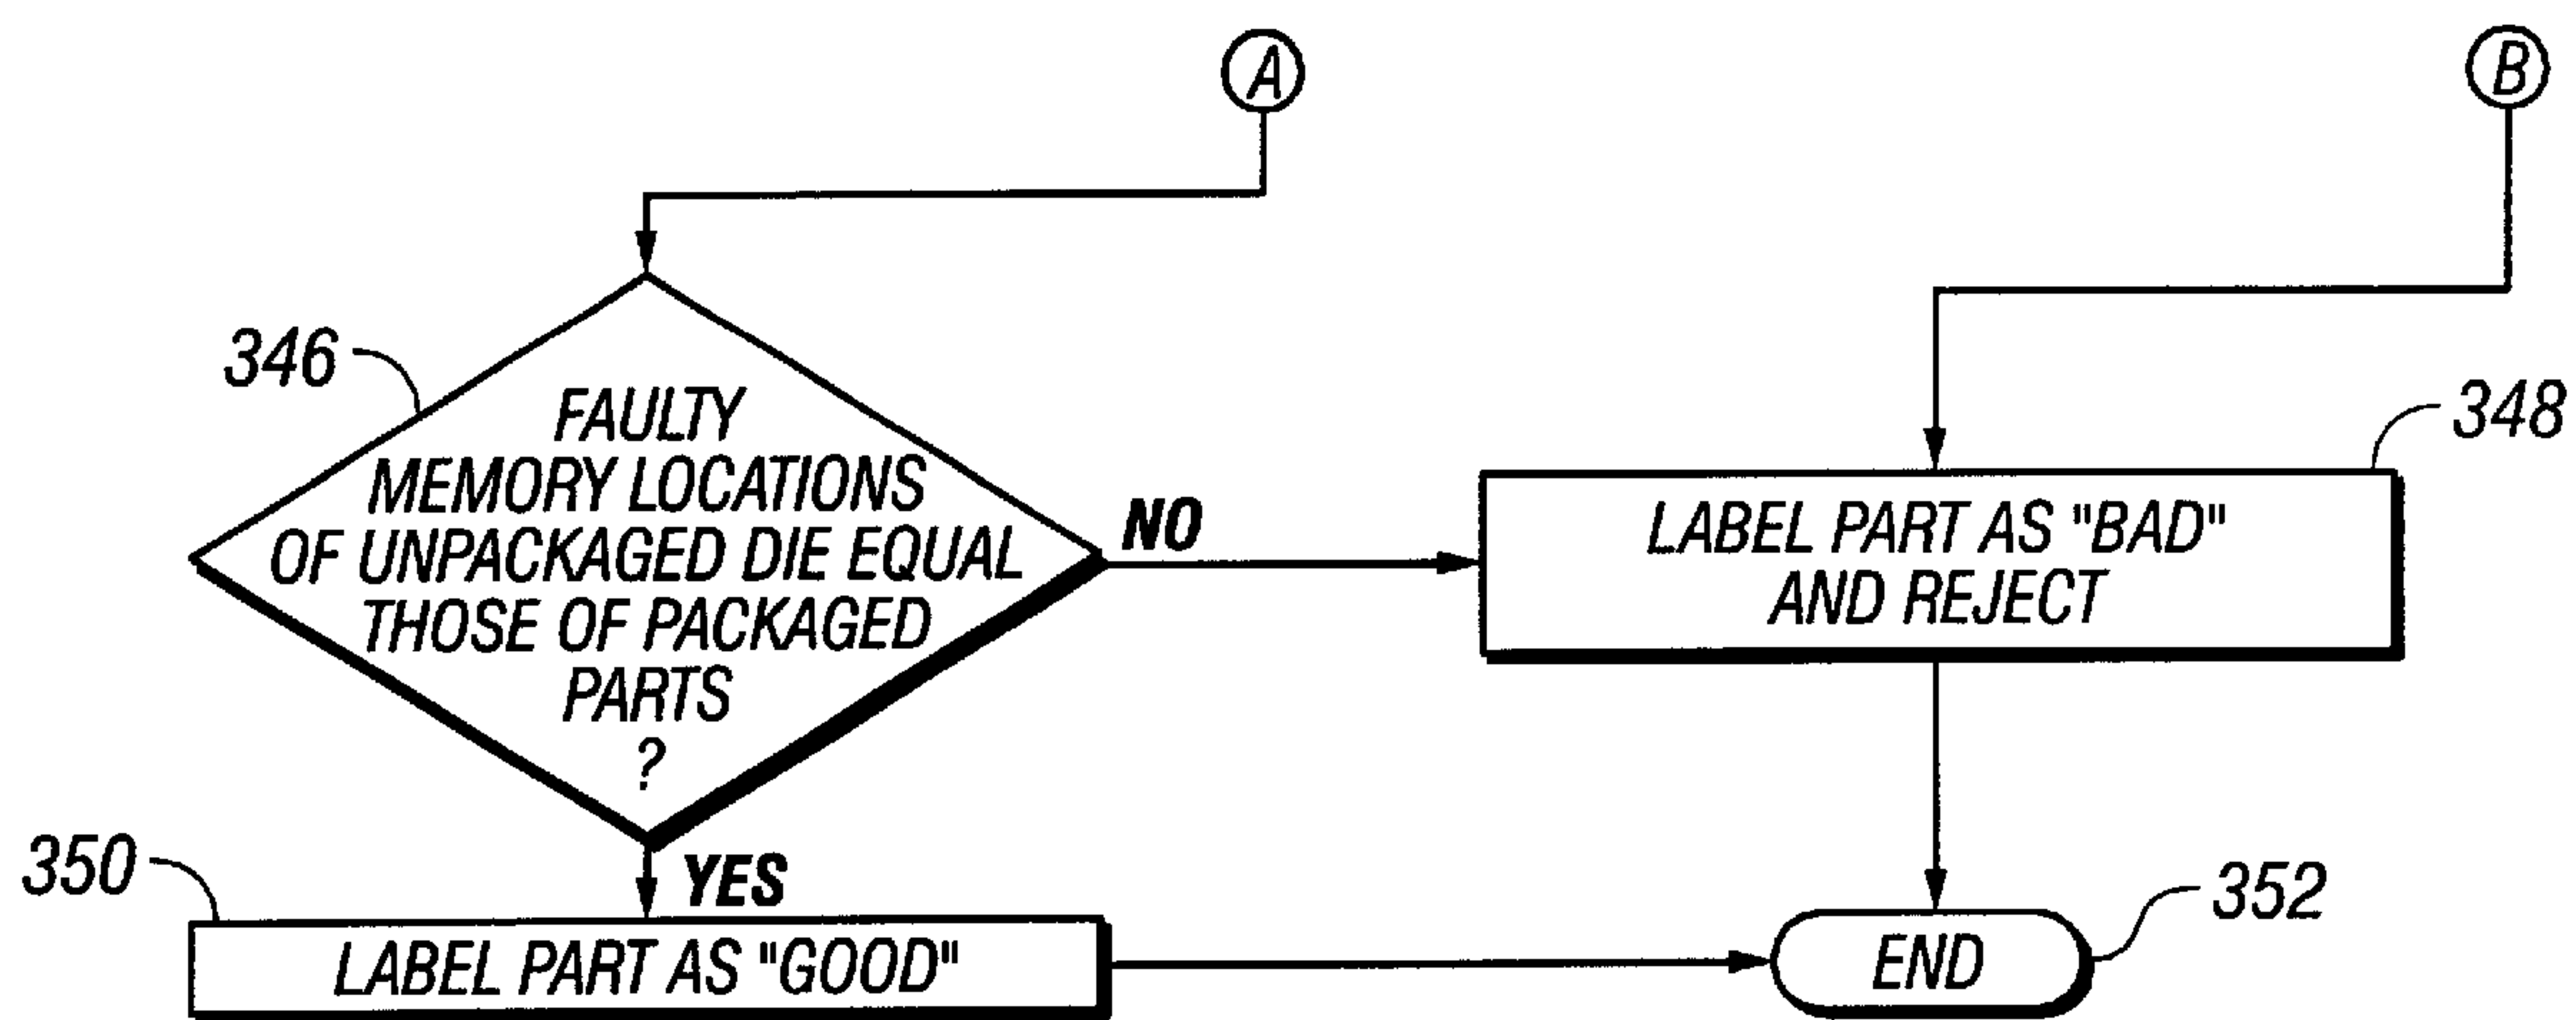 A
B
346
FAULTY
MEMORY LOCATIONS
OF UNPACKAGED DIE EQUAL
THOSE OF PACKAGED
PARTS
?
NO
348
LABEL PART AS "BAD"
AND REJECT
YES
350
LABEL PART AS "GOOD"
352
END